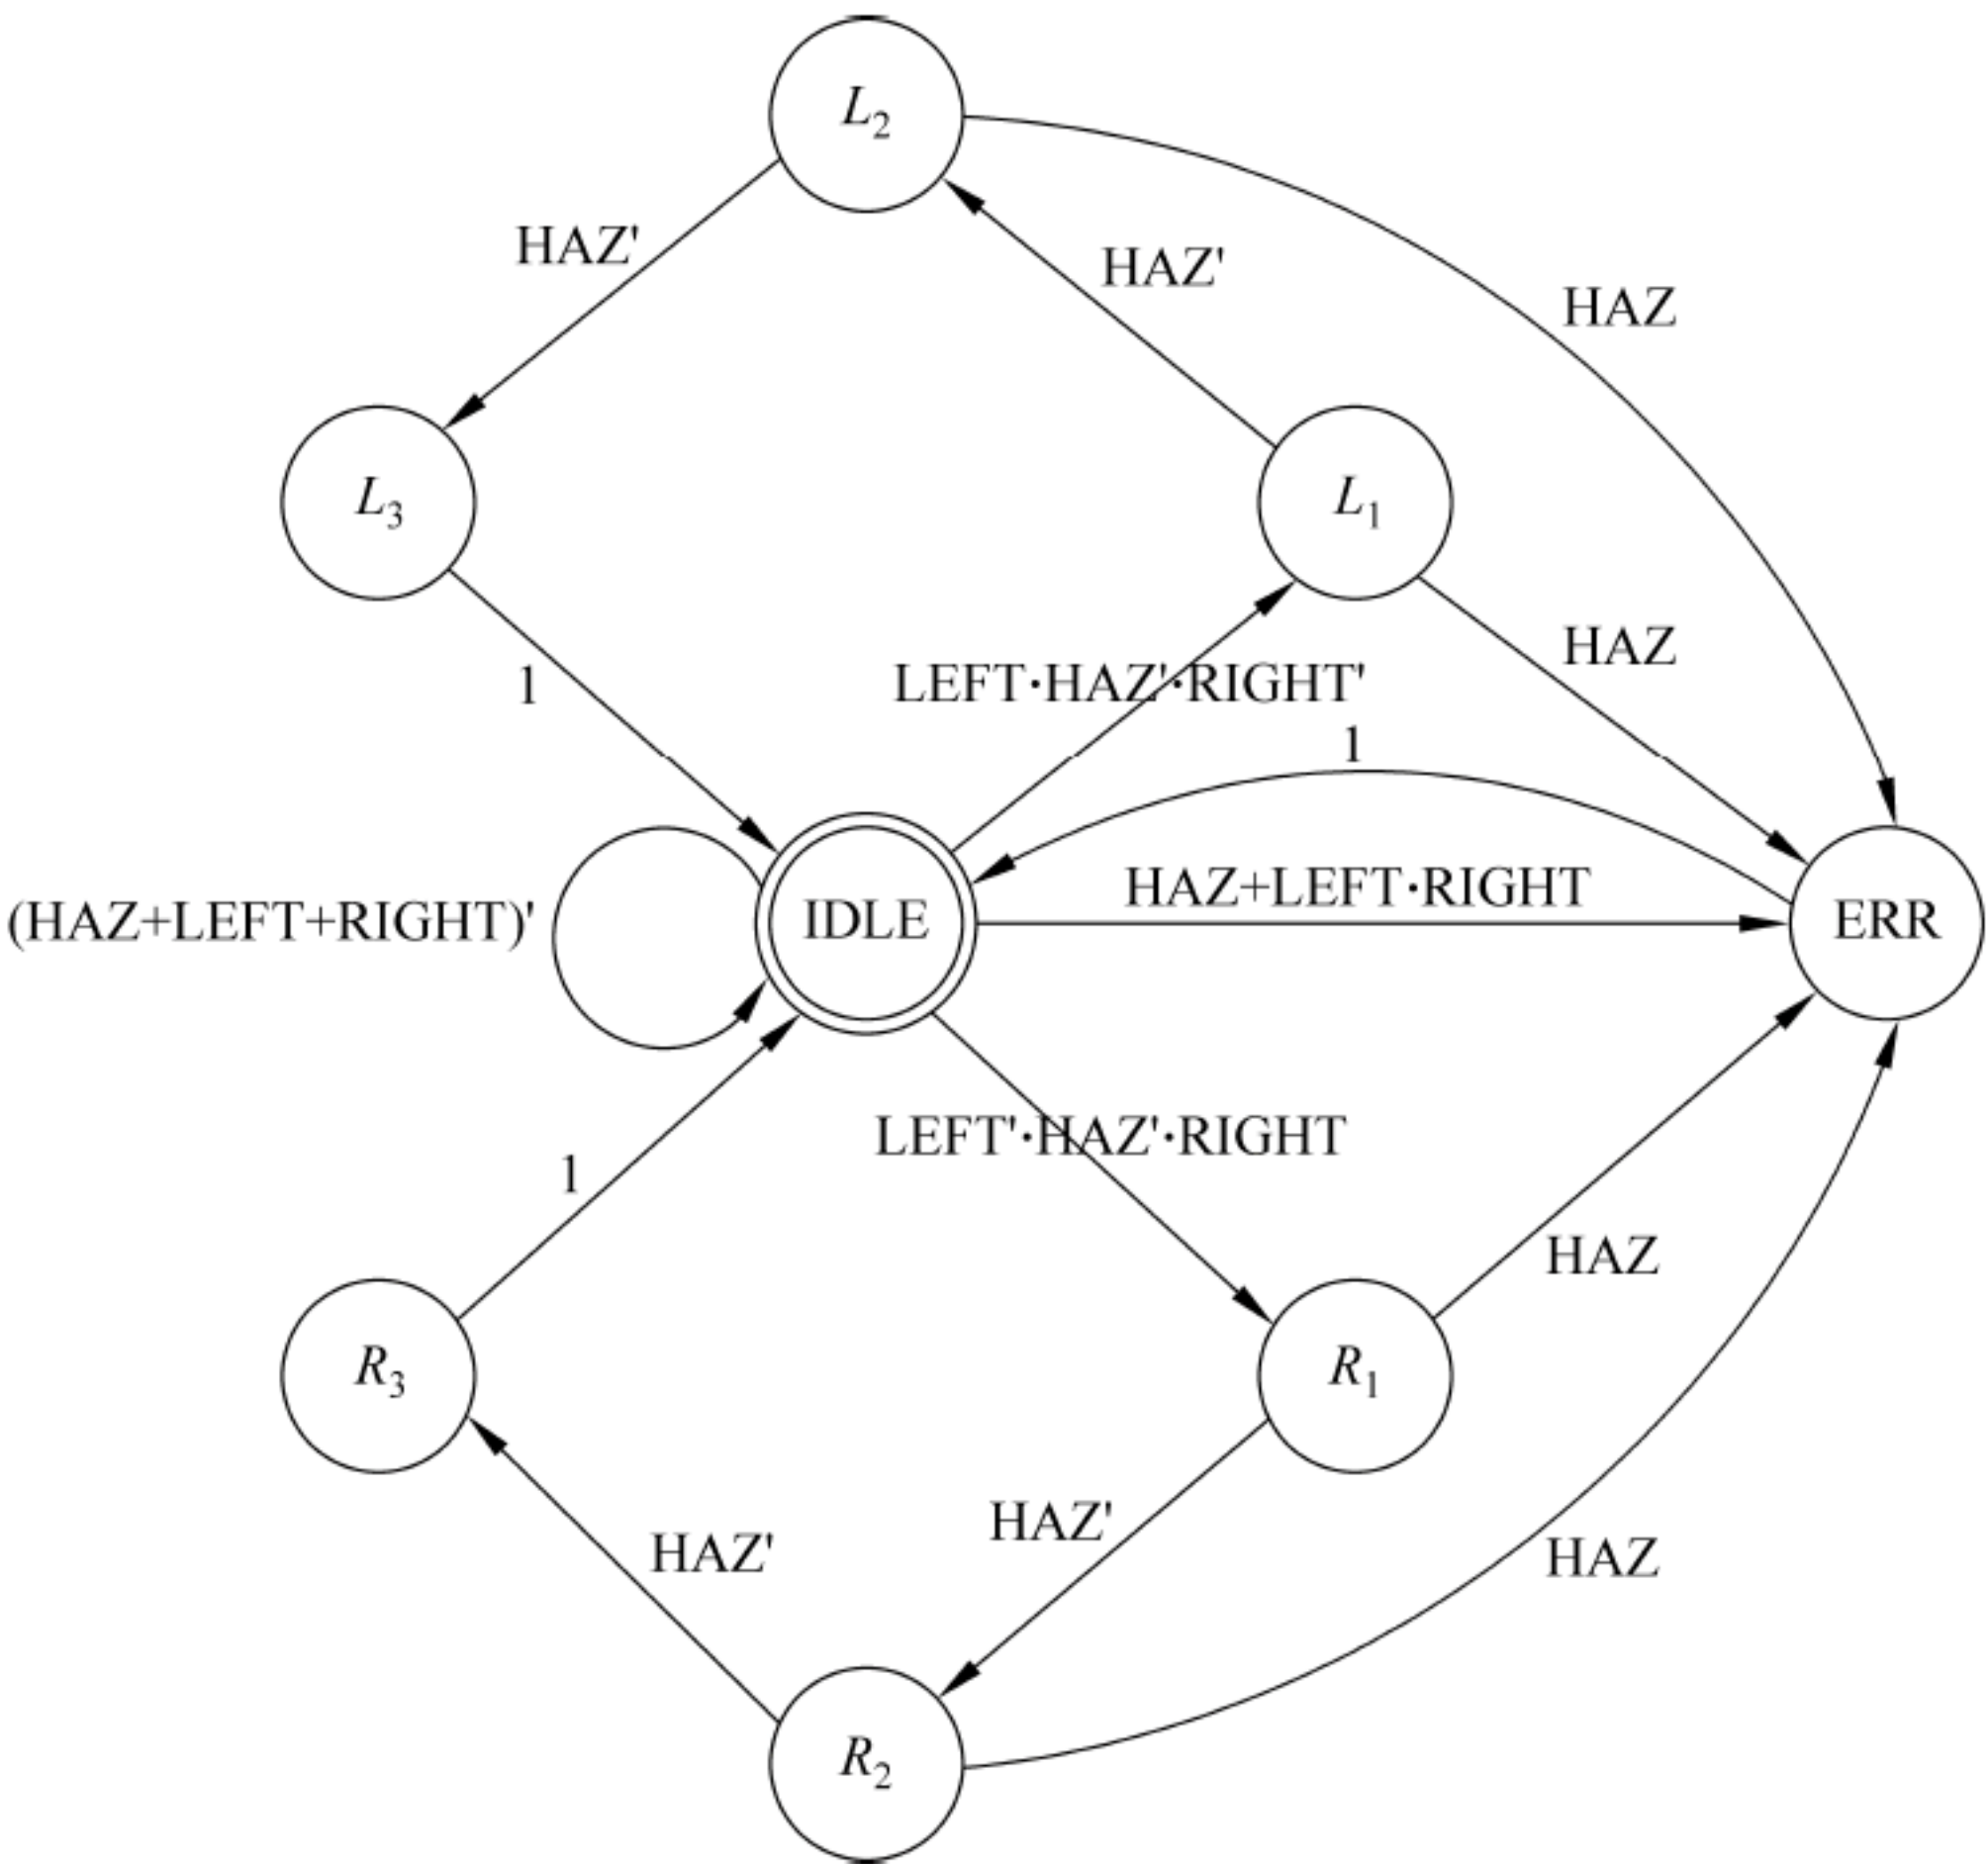 L₂
HAZ'
HAZ'
HAZ
L₃
L₁
HAZ
1
LEFT·HAZ'·RIGHT'
1
HAZ+LEFT·RIGHT
(HAZ+LEFT+RIGHT)'
IDLE
ERR
LEFT'·HAZ'·RIGHT
1
HAZ
R₃
R₁
HAZ'
HAZ'
HAZ
R₂